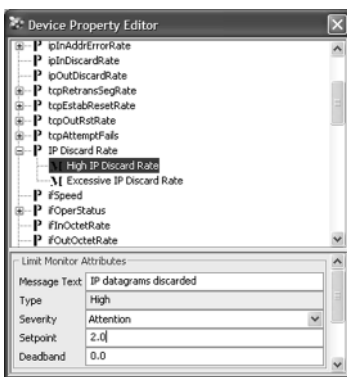 Device Property Editor
P ipInAddrErrorRate
P ipInDiscardRate
P ipOutDiscardRate
P tcpRetransSegRate
P tcpEstabResetRate
P tcpOutRstRate
P tcpAttemptFails
P IP Discard Rate
M High IP Discard Rate
M Excessive IP Discard Rate
P ifSpeed
P ifOperStatus
P ifInOctetRate
P ifOutOctetRate
Limit Monitor Attributes
Message Text IP datagrams discarded
Type High
Severity Attention
Setpoint 2.0
Deadband 0.0